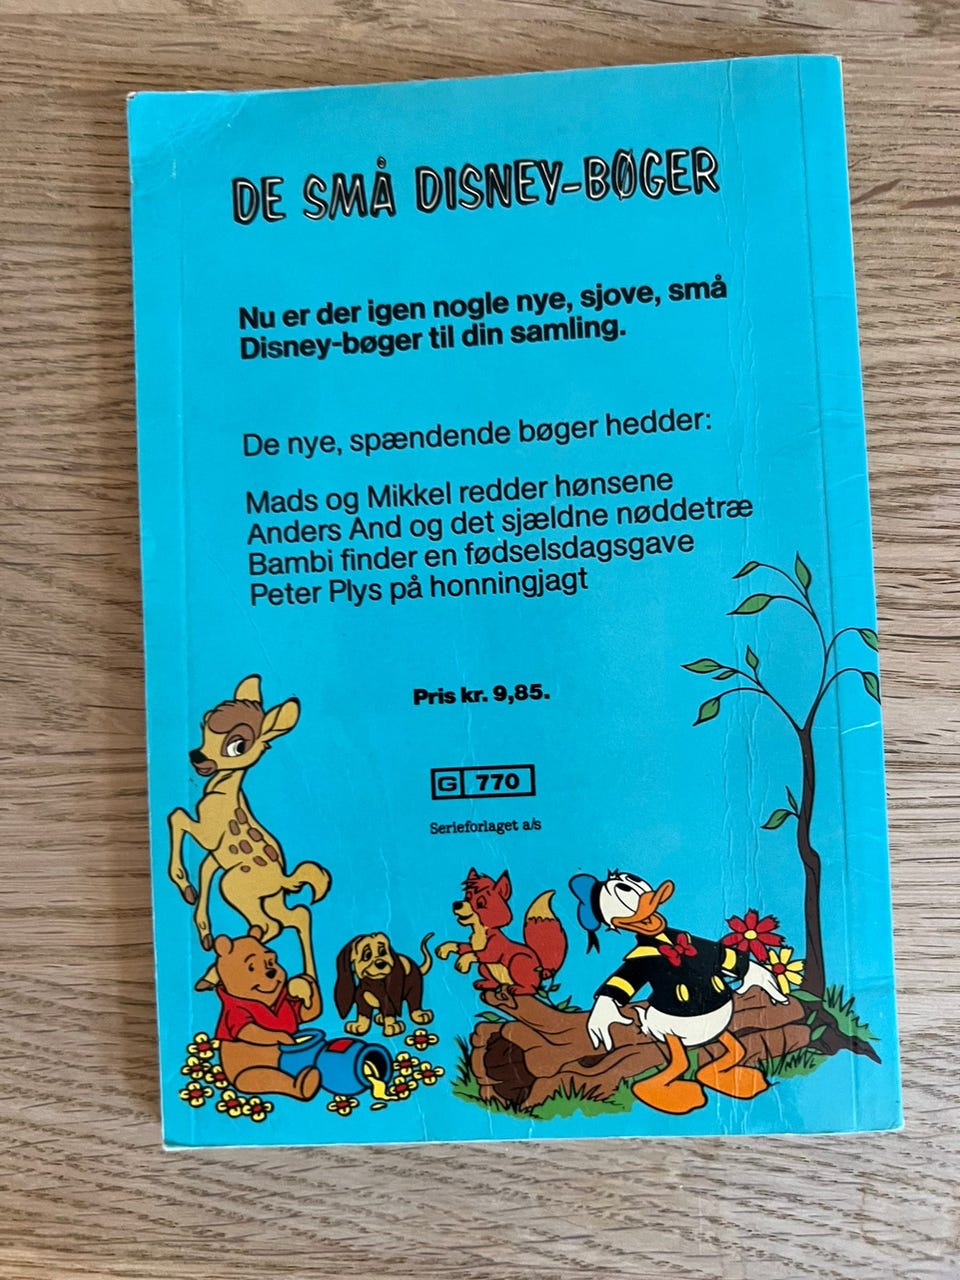 DE SMÅ DISNEY-BØGER
Nu er der igen nogle nye, sjove, små
Disney-bøger til din samling.
De nye, spændende bøger hedder:
Mads og Mikkel redder hønsene
Anders And og det sjældne nøddetræ
Bambi finder en fødselsdagsgave
Peter Plys på honningjagt
Pris kr. 9,85.
G 770
Serieforlaget a/s